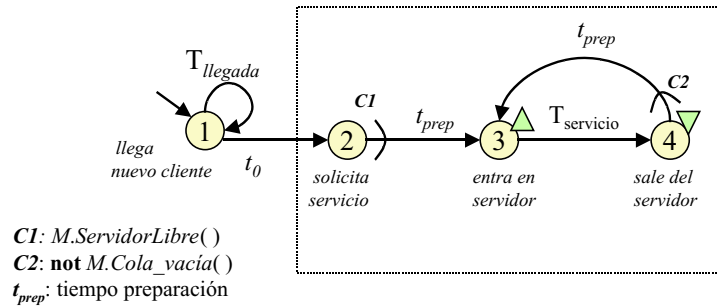 t_prep
T_llegada
C1
C2
t_prep
T_servicio
1
2
3
4
llega
nuevo cliente
t_0
solicita
servicio
entra en
servidor
sale del
servidor
C1: M.ServidorLibre( )
C2: not M.Cola_vacía( )
t_prep: tiempo preparación